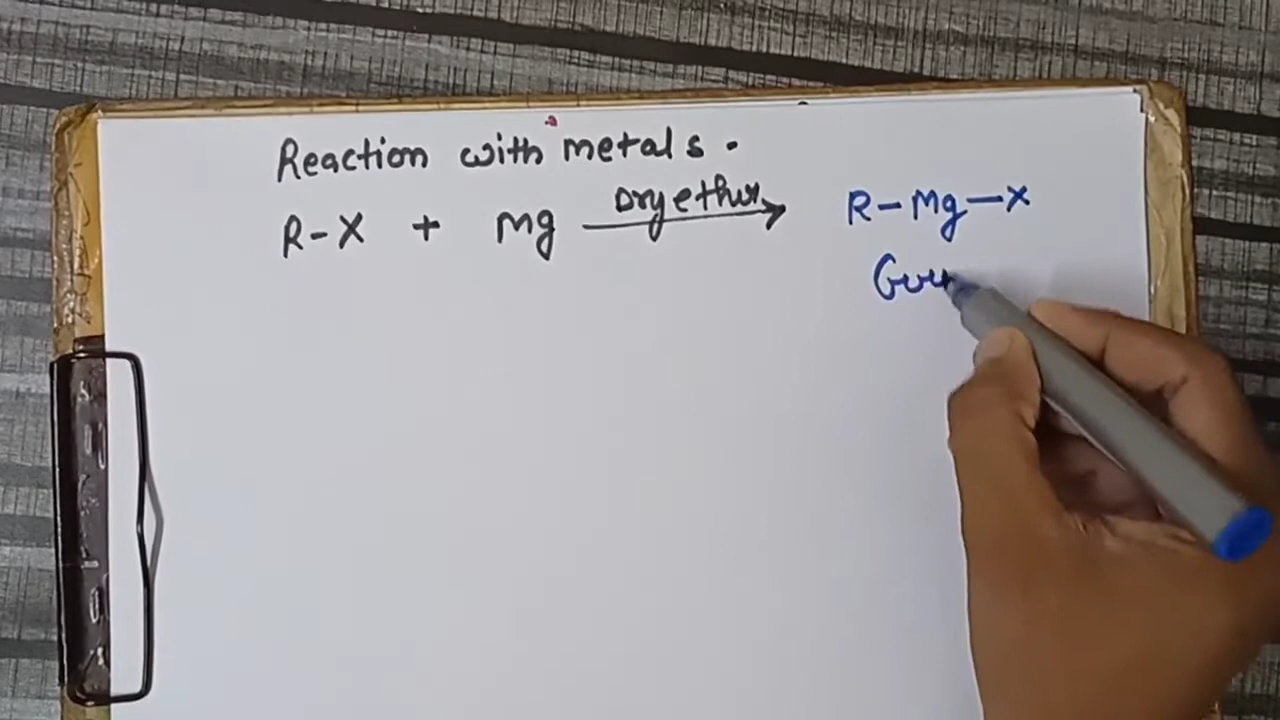 Reaction with metals.
R-X + Mg Dry ether R-Mg-X